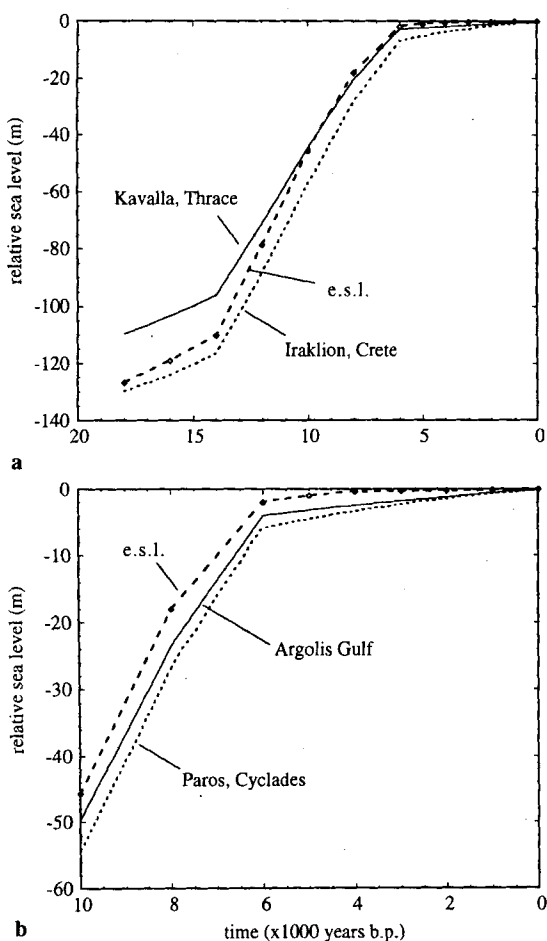 relative sea level (m)
0
-20
-40
-60
-80
-100
-120
-140
Kavalla, Thrace
e.s.l.
Iraklion, Crete
20
15
10
5
0
a
relative sea level (m)
0
-10
-20
-30
-40
-50
-60
e.s.l.
Argolis Gulf
Paros, Cyclades
10
8
6
4
2
0
b
time (x1000 years b.p.)